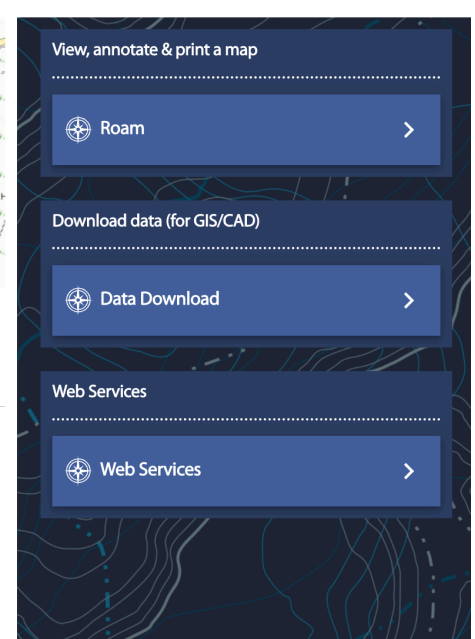 View, annotate & print a map
Roam
Download data (for GIS/CAD)
Data Download
Web Services
Web Services